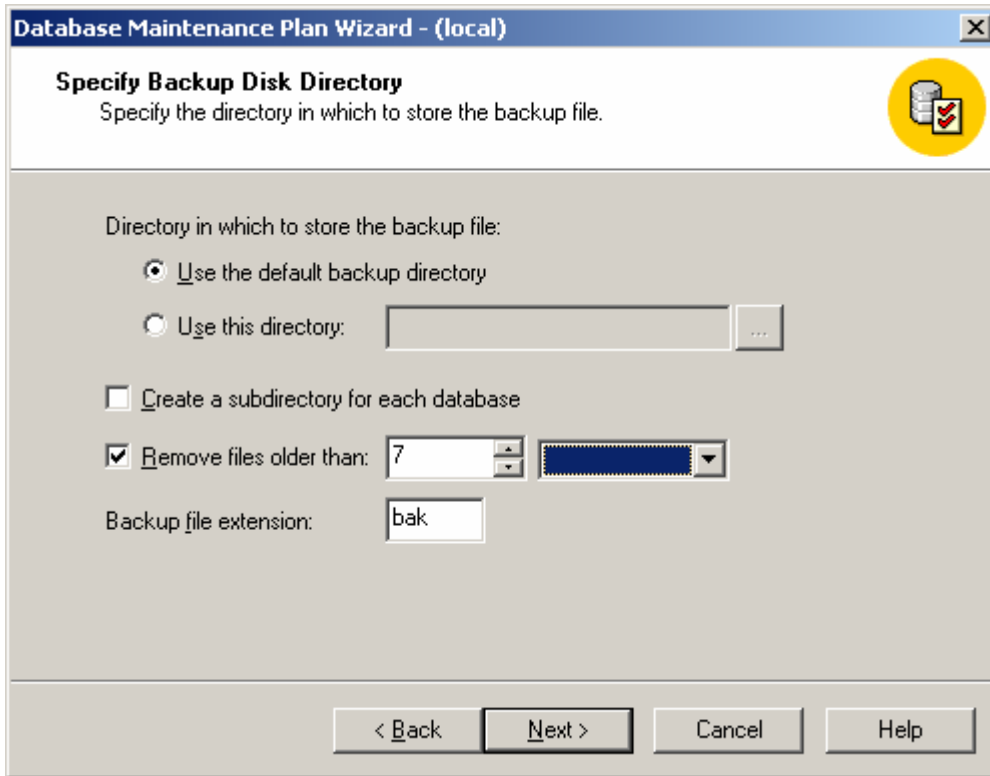 Database Maintenance Plan Wizard - (local)
Specify Backup Disk Directory
Specify the directory in which to store the backup file.
Directory in which to store the backup file:
Use the default backup directory
Use this directory:
...
Create a subdirectory for each database
Remove files older than: 7
Backup file extension: bak
< Back Next > Cancel Help